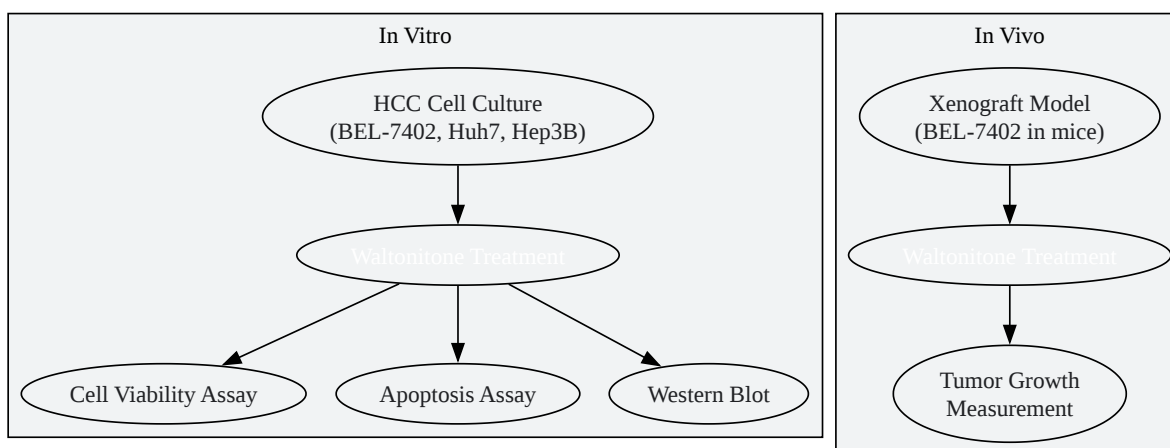 In Vitro
HCC Cell Culture
(BEL-7402, Huh7, Hep3B)
Waltonitone Treatment
Cell Viability Assay
Apoptosis Assay
Western Blot
In Vivo
Xenograft Model
(BEL-7402 in mice)
Waltonitone Treatment
Tumor Growth
Measurement